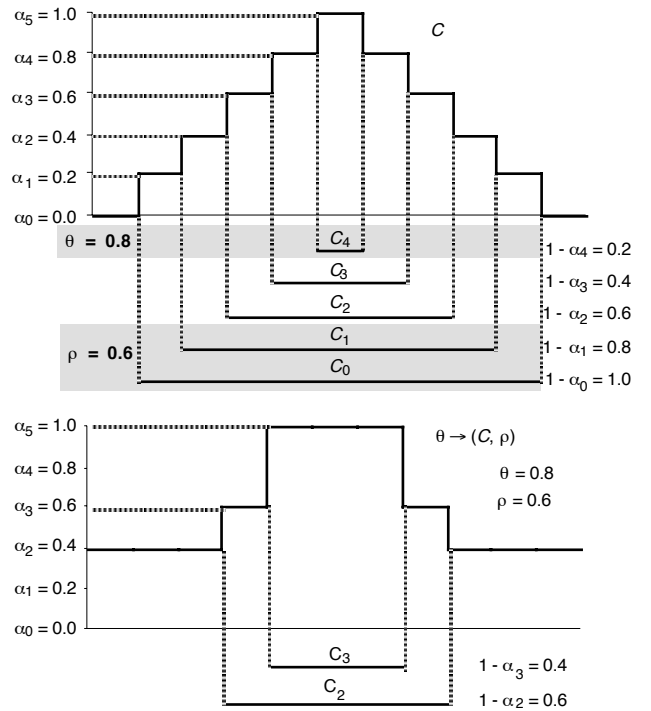 α5 = 1.0
C
α4 = 0.8
α3 = 0.6
α2 = 0.4
α1 = 0.2
α0 = 0.0
θ = 0.8
C4
1 - α4 = 0.2
C3
1 - α3 = 0.4
C2
1 - α2 = 0.6
ρ = 0.6
C1
1 - α1 = 0.8
C0
1 - α0 = 1.0
α5 = 1.0
θ → (C, ρ)
α4 = 0.8
θ = 0.8
α3 = 0.6
ρ = 0.6
α2 = 0.4
α1 = 0.2
α0 = 0.0
C3
1 - α3 = 0.4
C2
1 - α2 = 0.6